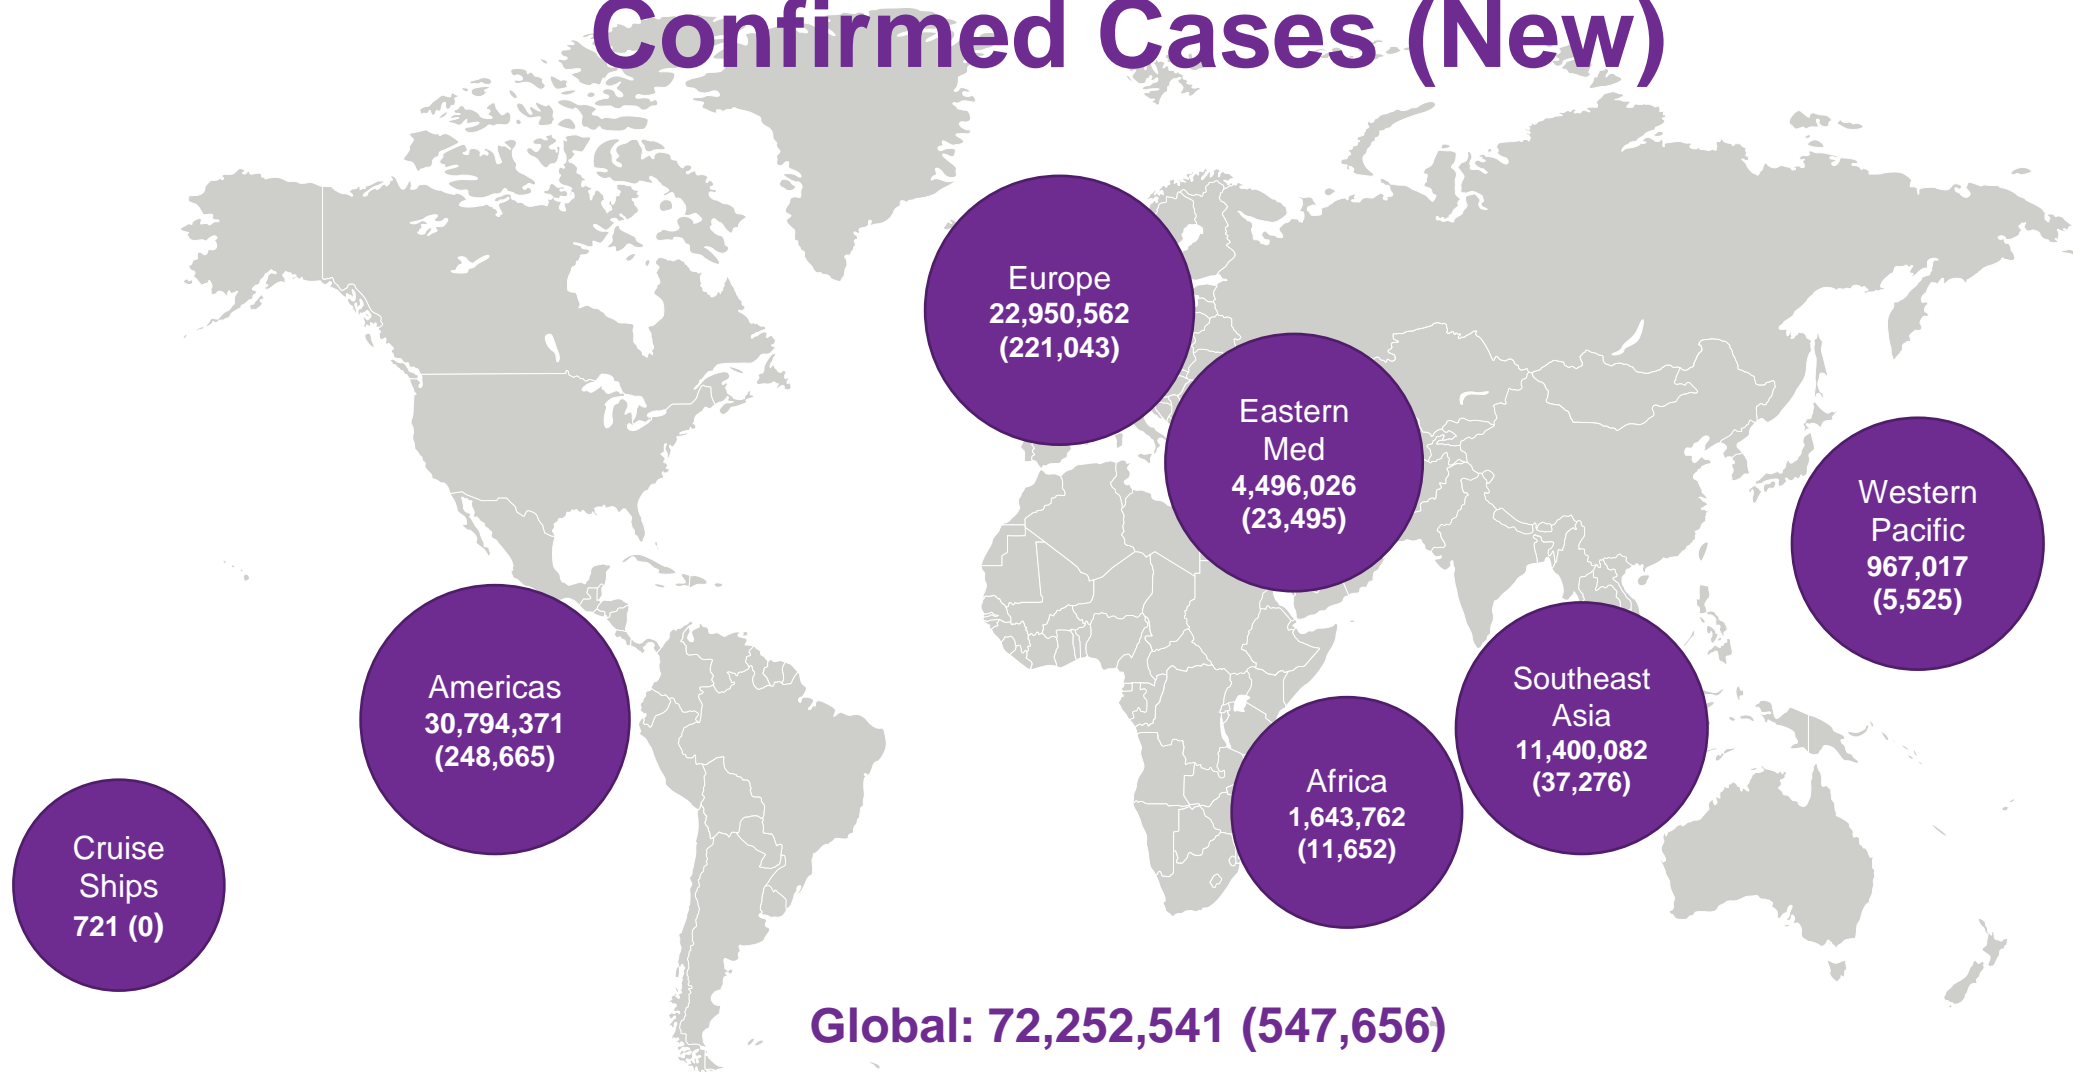 Confirmed Cases (New)
Europe
22,950,562
(221,043)
Eastern
Med
4,496,026
(23,495)
Western
Pacific
967,017
(5,525)
Americas
30,794,371
(248,665)
Southeast
Asia
11,400,082
(37,276)
Africa
1,643,762
(11,652)
Cruise
Ships
721 (0)
Global: 72,252,541 (547,656)